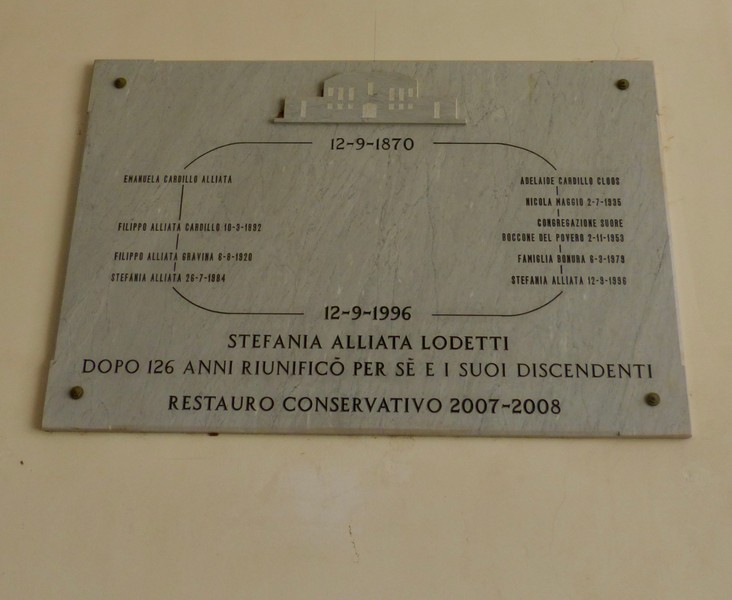 12-9-1870
EMANUELA CARDILLO ALLIATA
FILIPPO ALLIATA CARDILLO 10-3-1892
FILIPPO ALLIATA GRAVINA 6-8-1920
STEFANIA ALLIATA 26-7-1984
ADELAIDE CARDILLO CLOOS
NICOLA MAGGIO 2-7-1935
CONGREGAZIONE SUORE
BOCCONE DEL POVERO 2-11-1953
FAMIGLIA BONURA 6-3-1979
STEFANIA ALLIATA 12-9-1996
12-9-1996
STEFANIA ALLIATA LODETTI
DOPO 126 ANNI RIUNIFICÒ PER SÈ E I SUOI DISCENDENTI
RESTAURO CONSERVATIVO 2007-2008